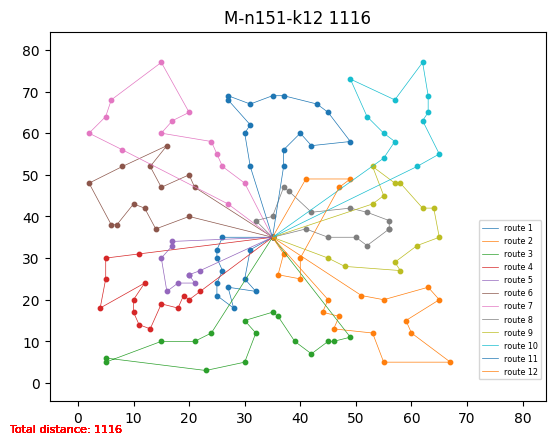 M-n151-k12 1116
80
70
60
50
40
30
20
10
0
route 1
route 2
route 3
route 4
route 5
route 6
route 7
route 8
route 9
route 10
route 11
route 12
0 10 20 30 40 50 60 70 80
Total distance: 1116